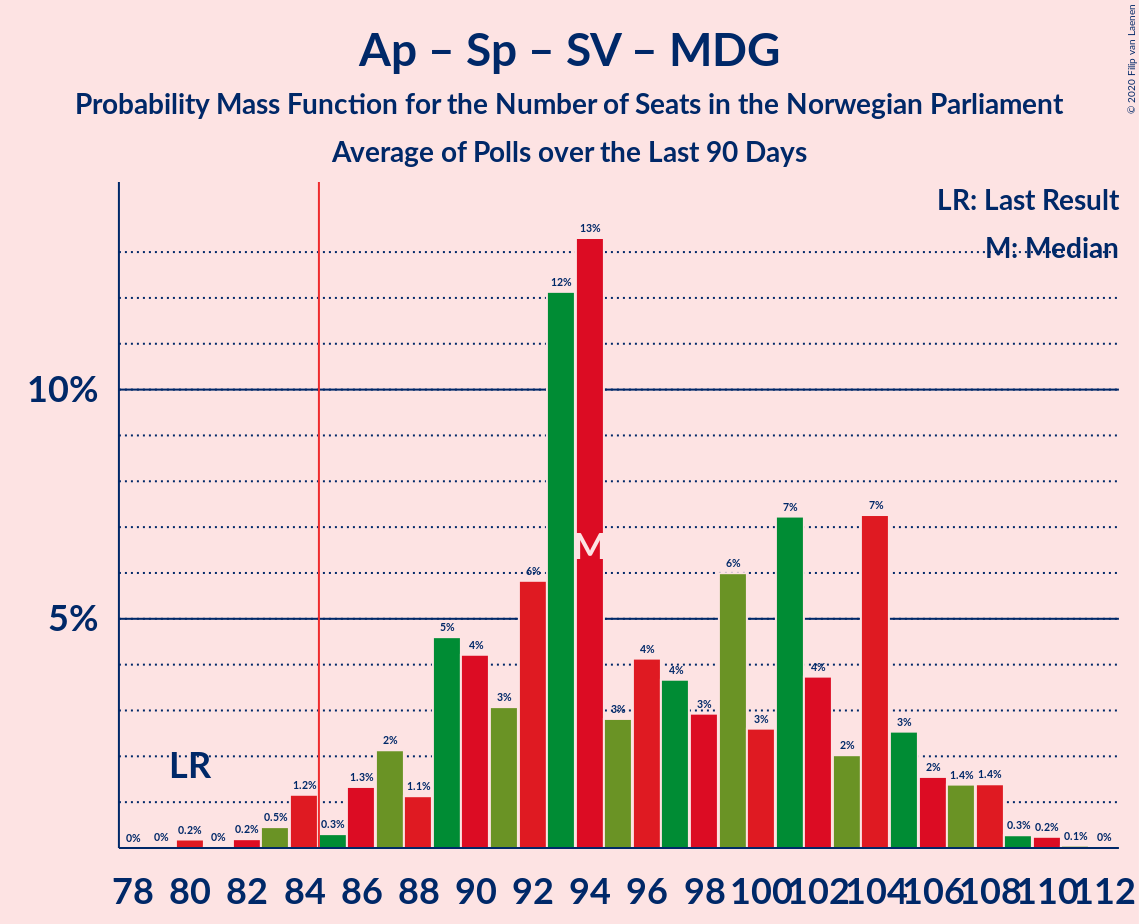 Ap – Sp – SV – MDG
Probability Mass Function for the Number of Seats in the Norwegian Parliament
Average of Polls over the Last 90 Days
© 2020 Filip van Laenen
LR: Last Result
M: Median
10%
5%
LR
M
0% 0% 0.2% 0% 0.2% 0.5% 1.2% 0.3% 1.3% 2% 1.1% 5% 4% 3% 6% 12% 13% 3% 4% 4% 3% 6% 3% 7% 4% 2% 7% 3% 2% 1.4% 1.4% 0.3% 0.2% 0.1% 0%
78 80 82 84 86 88 90 92 94 96 98 100 102 104 106 108 110 112